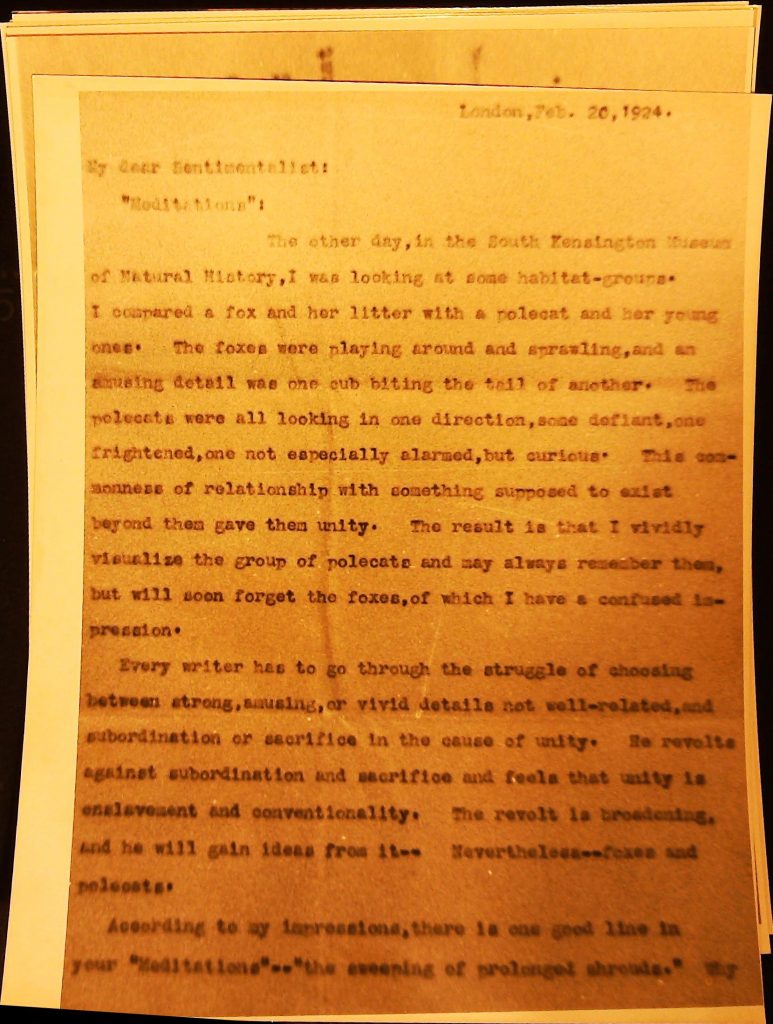 London,Feb. 20,1924.
My dear Sentimentalist:
"Meditations":
The other day,in the South Kensington Museum
of Natural History,I was looking at some habitat-groups.
I compared a fox and her litter with a polecat and her young
ones. The foxes were playing around and sprawling,and an
amusing detail was one cub biting the tail of another. The
polecats were all looking in one direction,some defiant,one
frightened,one not especially alarmed,but curious. This com-
monness of relationship with something supposed to exist
beyond them gave them unity. The result is that I vividly
visualize the group of polecats and may always remember them,
but will soon forget the foxes,of which I have a confused im-
pression.
Every writer has to go through the struggle of choosing
between strong,amusing,or vivid details not well-related,and
subordination or sacrifice in the cause of unity. He revolts
against subordination and sacrifice and feels that unity is
enslavement and conventionality. The revolt is broadening,
and he will gain ideas from it-- Nevertheless--foxes and
polecats.
According to my impressions,there is one good line in
your "Meditations"--"the sweeping of prolonged shrouds." Why